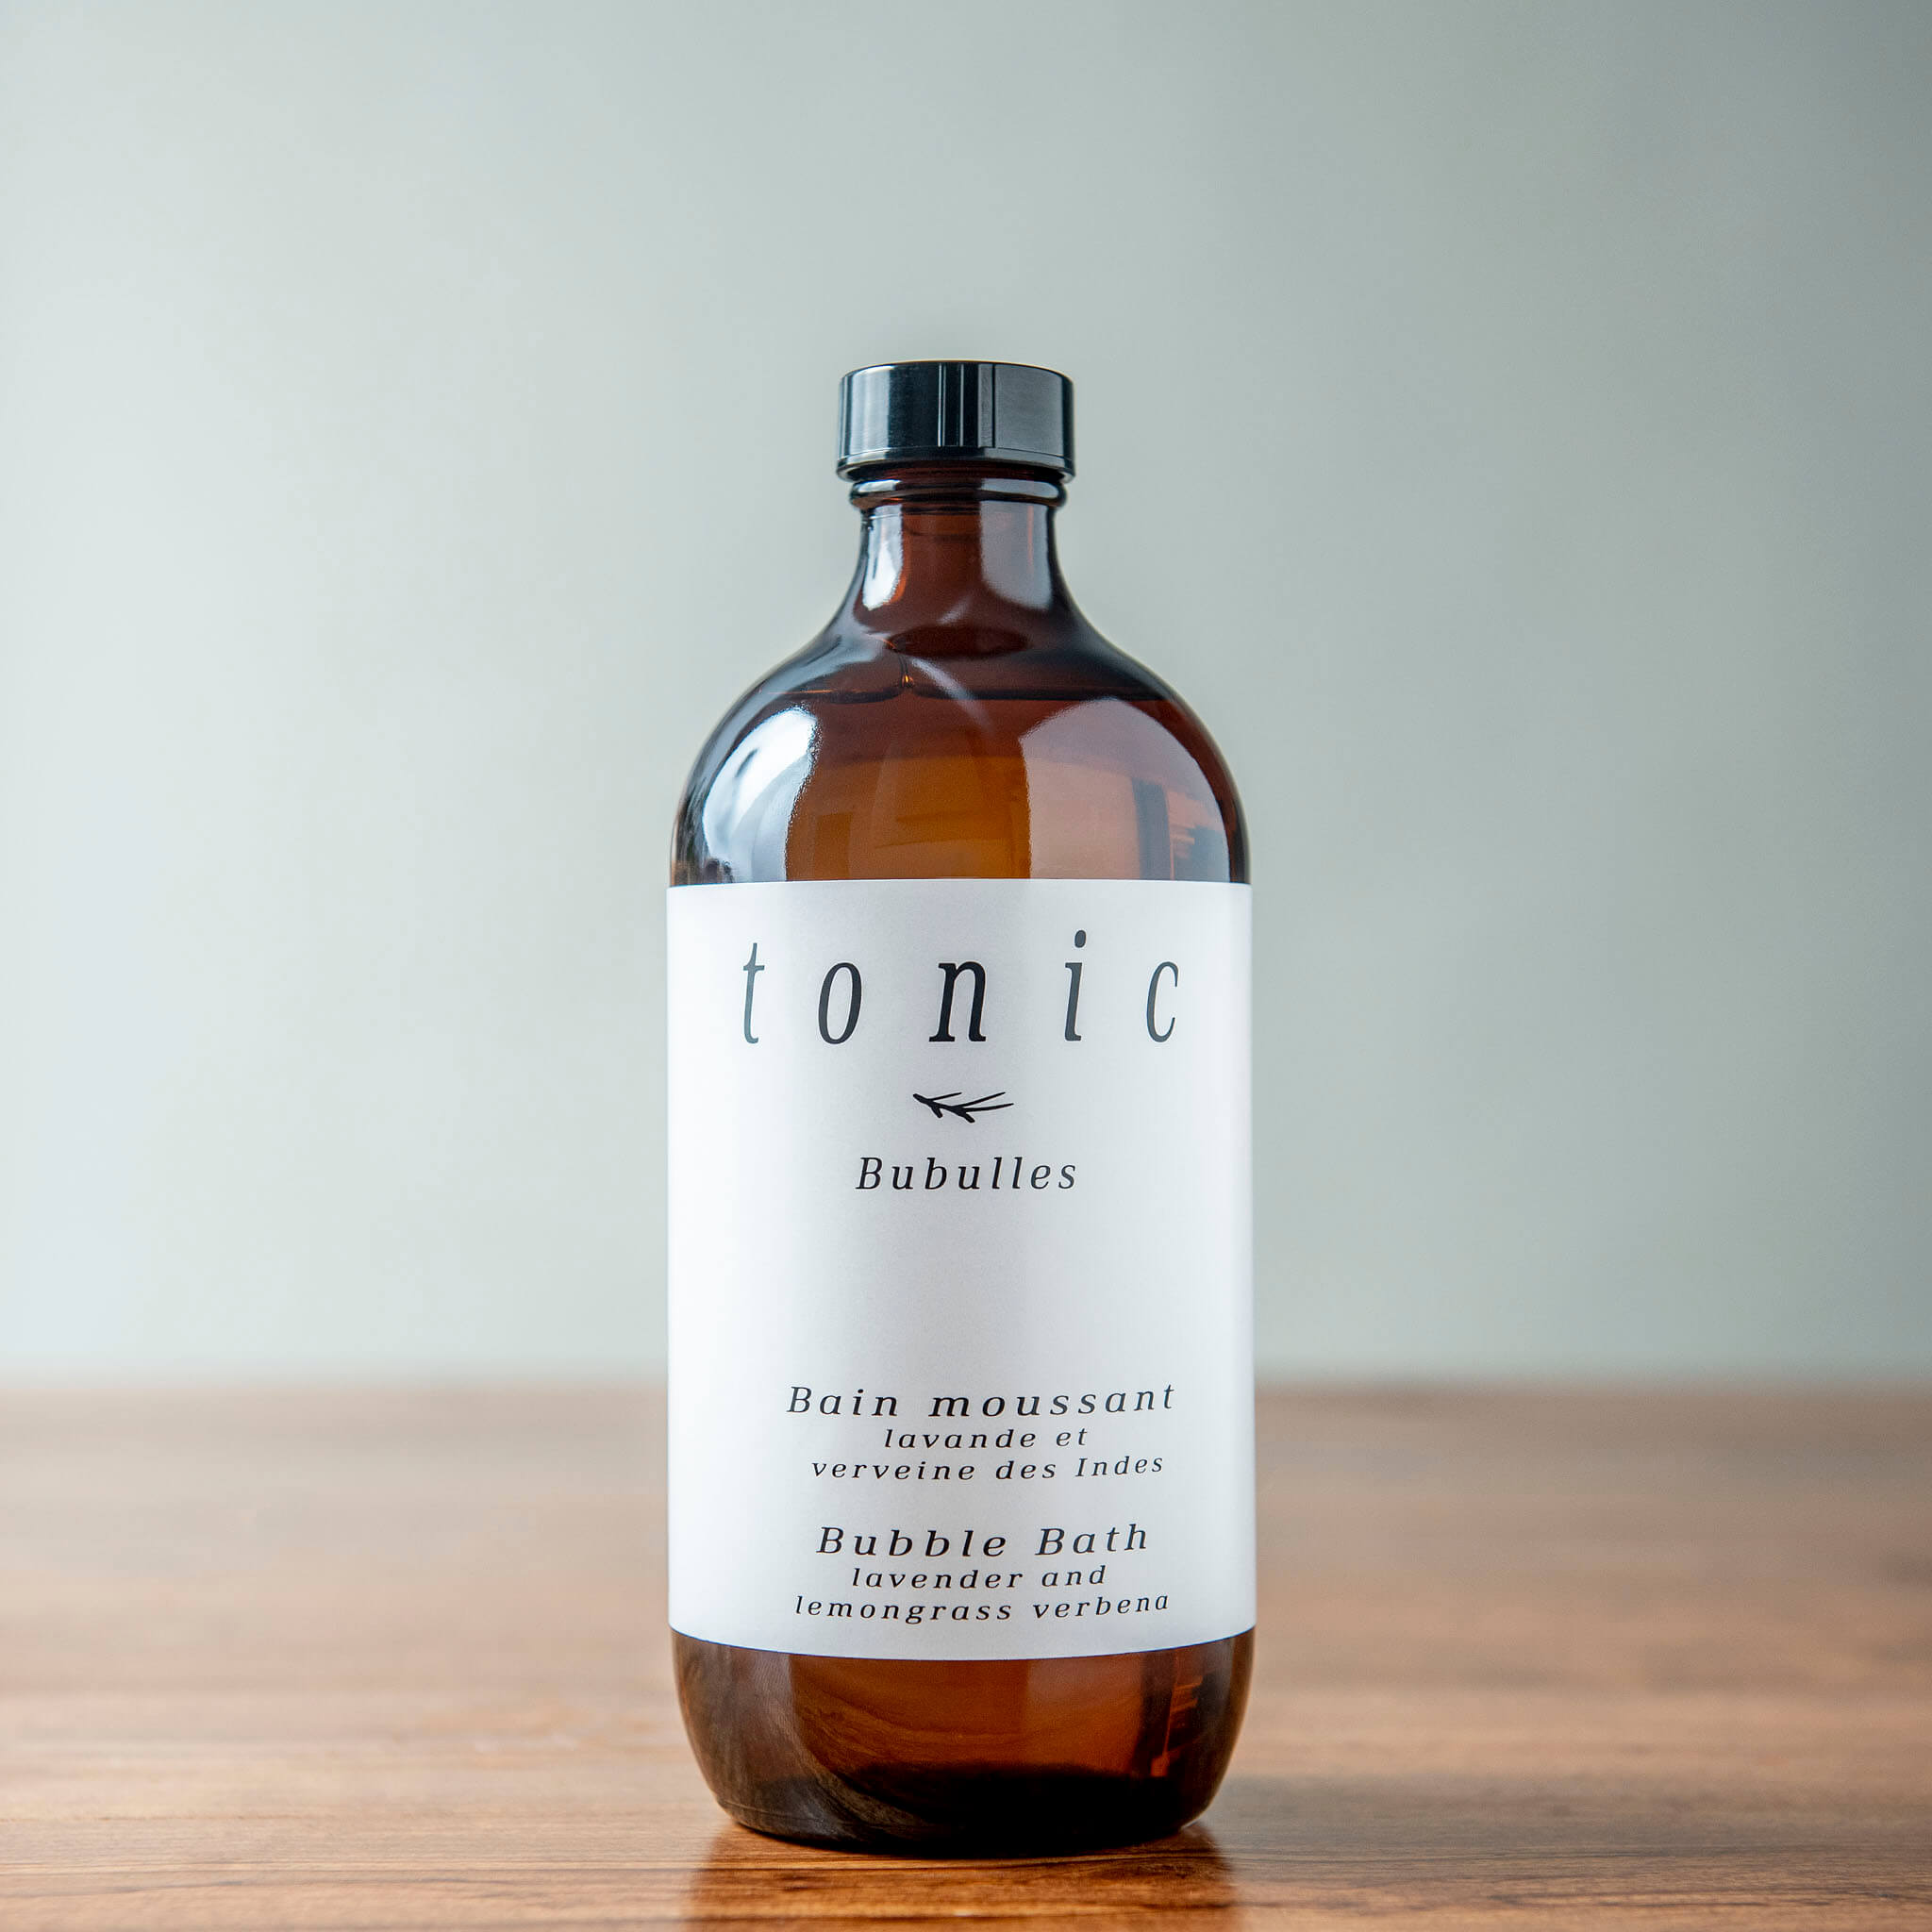 tonic
Bubulles
Bain moussant
lavande et
verveine des Indes
Bubble Bath
lavender and
lemongrass verbena